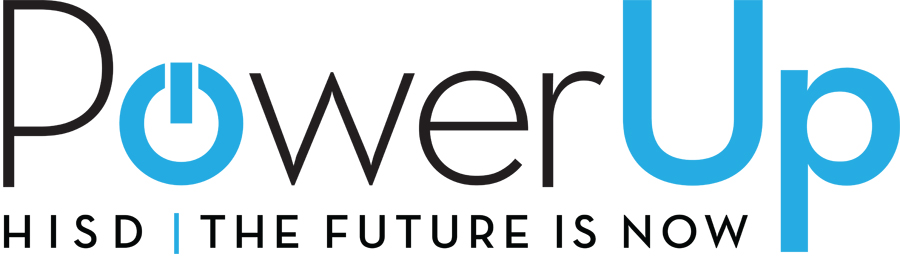 PowerUp
HISD | THE FUTURE IS NOW